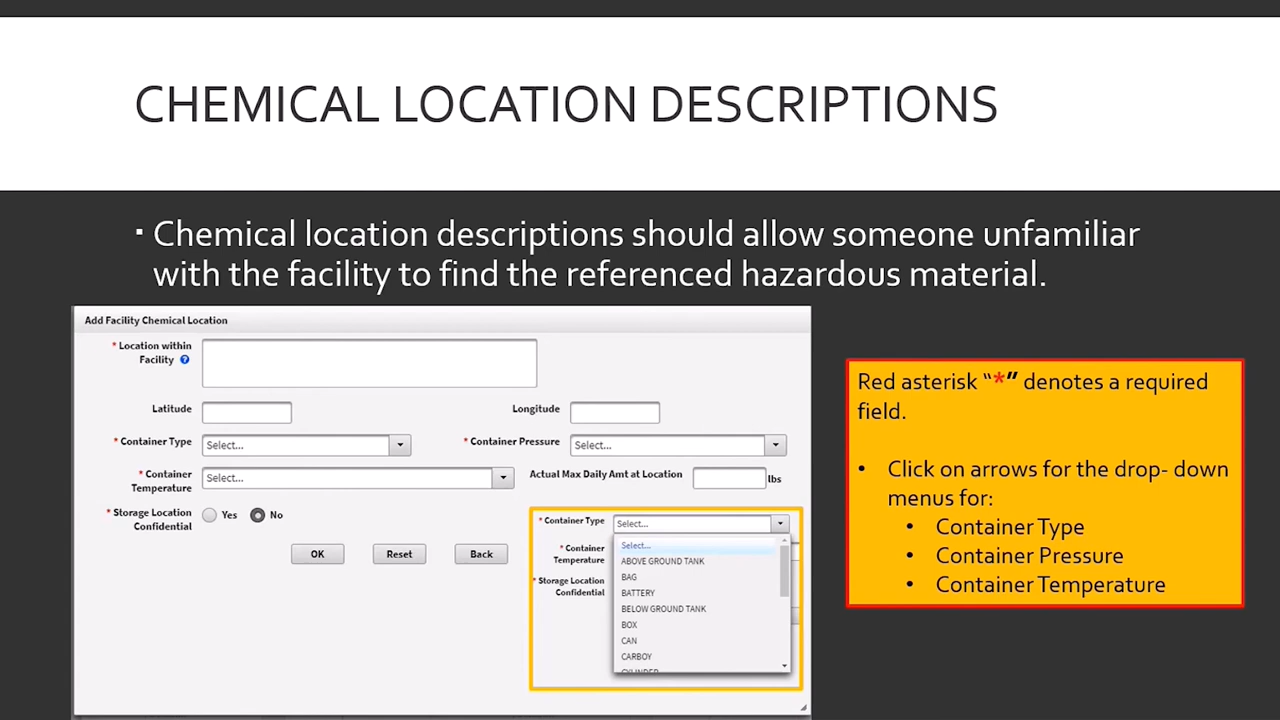 CHEMICAL LOCATION DESCRIPTIONS
▪ Chemical location descriptions should allow someone unfamiliar
with the facility to find the referenced hazardous material.
Add Facility Chemical Location
* Location within
Facility ?
Latitude
Longitude
* Container Type Select...
* Container Pressure Select...
* Container
Temperature Select...
Actual Max Daily Amt at Location lbs
* Storage Location
Confidential Yes No
OK Reset Back
* Container Type Select...
* Container
Temperature
* Storage Location
Confidential
Select...
ABOVE GROUND TANK
BAG
BATTERY
BELOW GROUND TANK
BOX
CAN
CARBOY
CYLINDER
Red asterisk “*” denotes a required
field.
• Click on arrows for the drop- down
menus for:
• Container Type
• Container Pressure
• Container Temperature